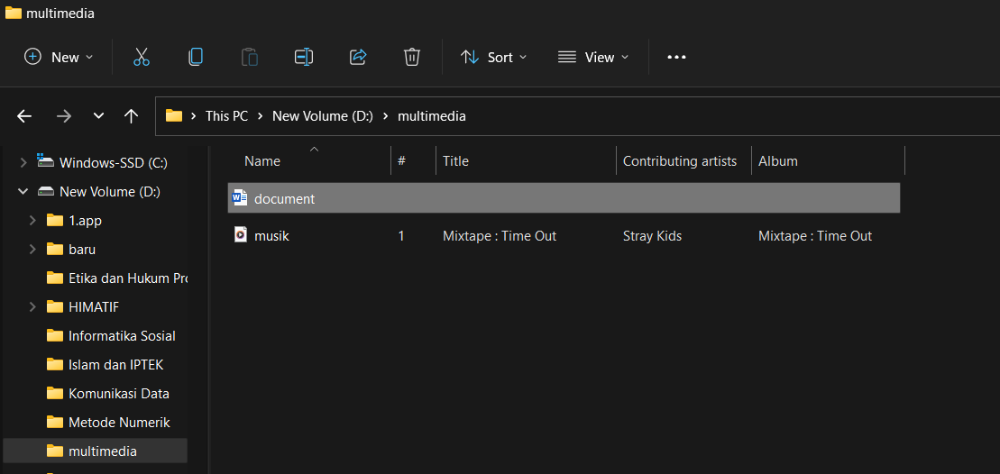 multimedia
New
Sort
View
This PC
New Volume (D:)
multimedia
Windows-SSD (C:)
New Volume (D:)
1.app
baru
Etika dan Hukum Pro
HIMATIF
Informatika Sosial
Islam dan IPTEK
Komunikasi Data
Metode Numerik
multimedia
Name # Title Contributing artists Album
document
musik 1 Mixtape : Time Out Stray Kids Mixtape : Time Out